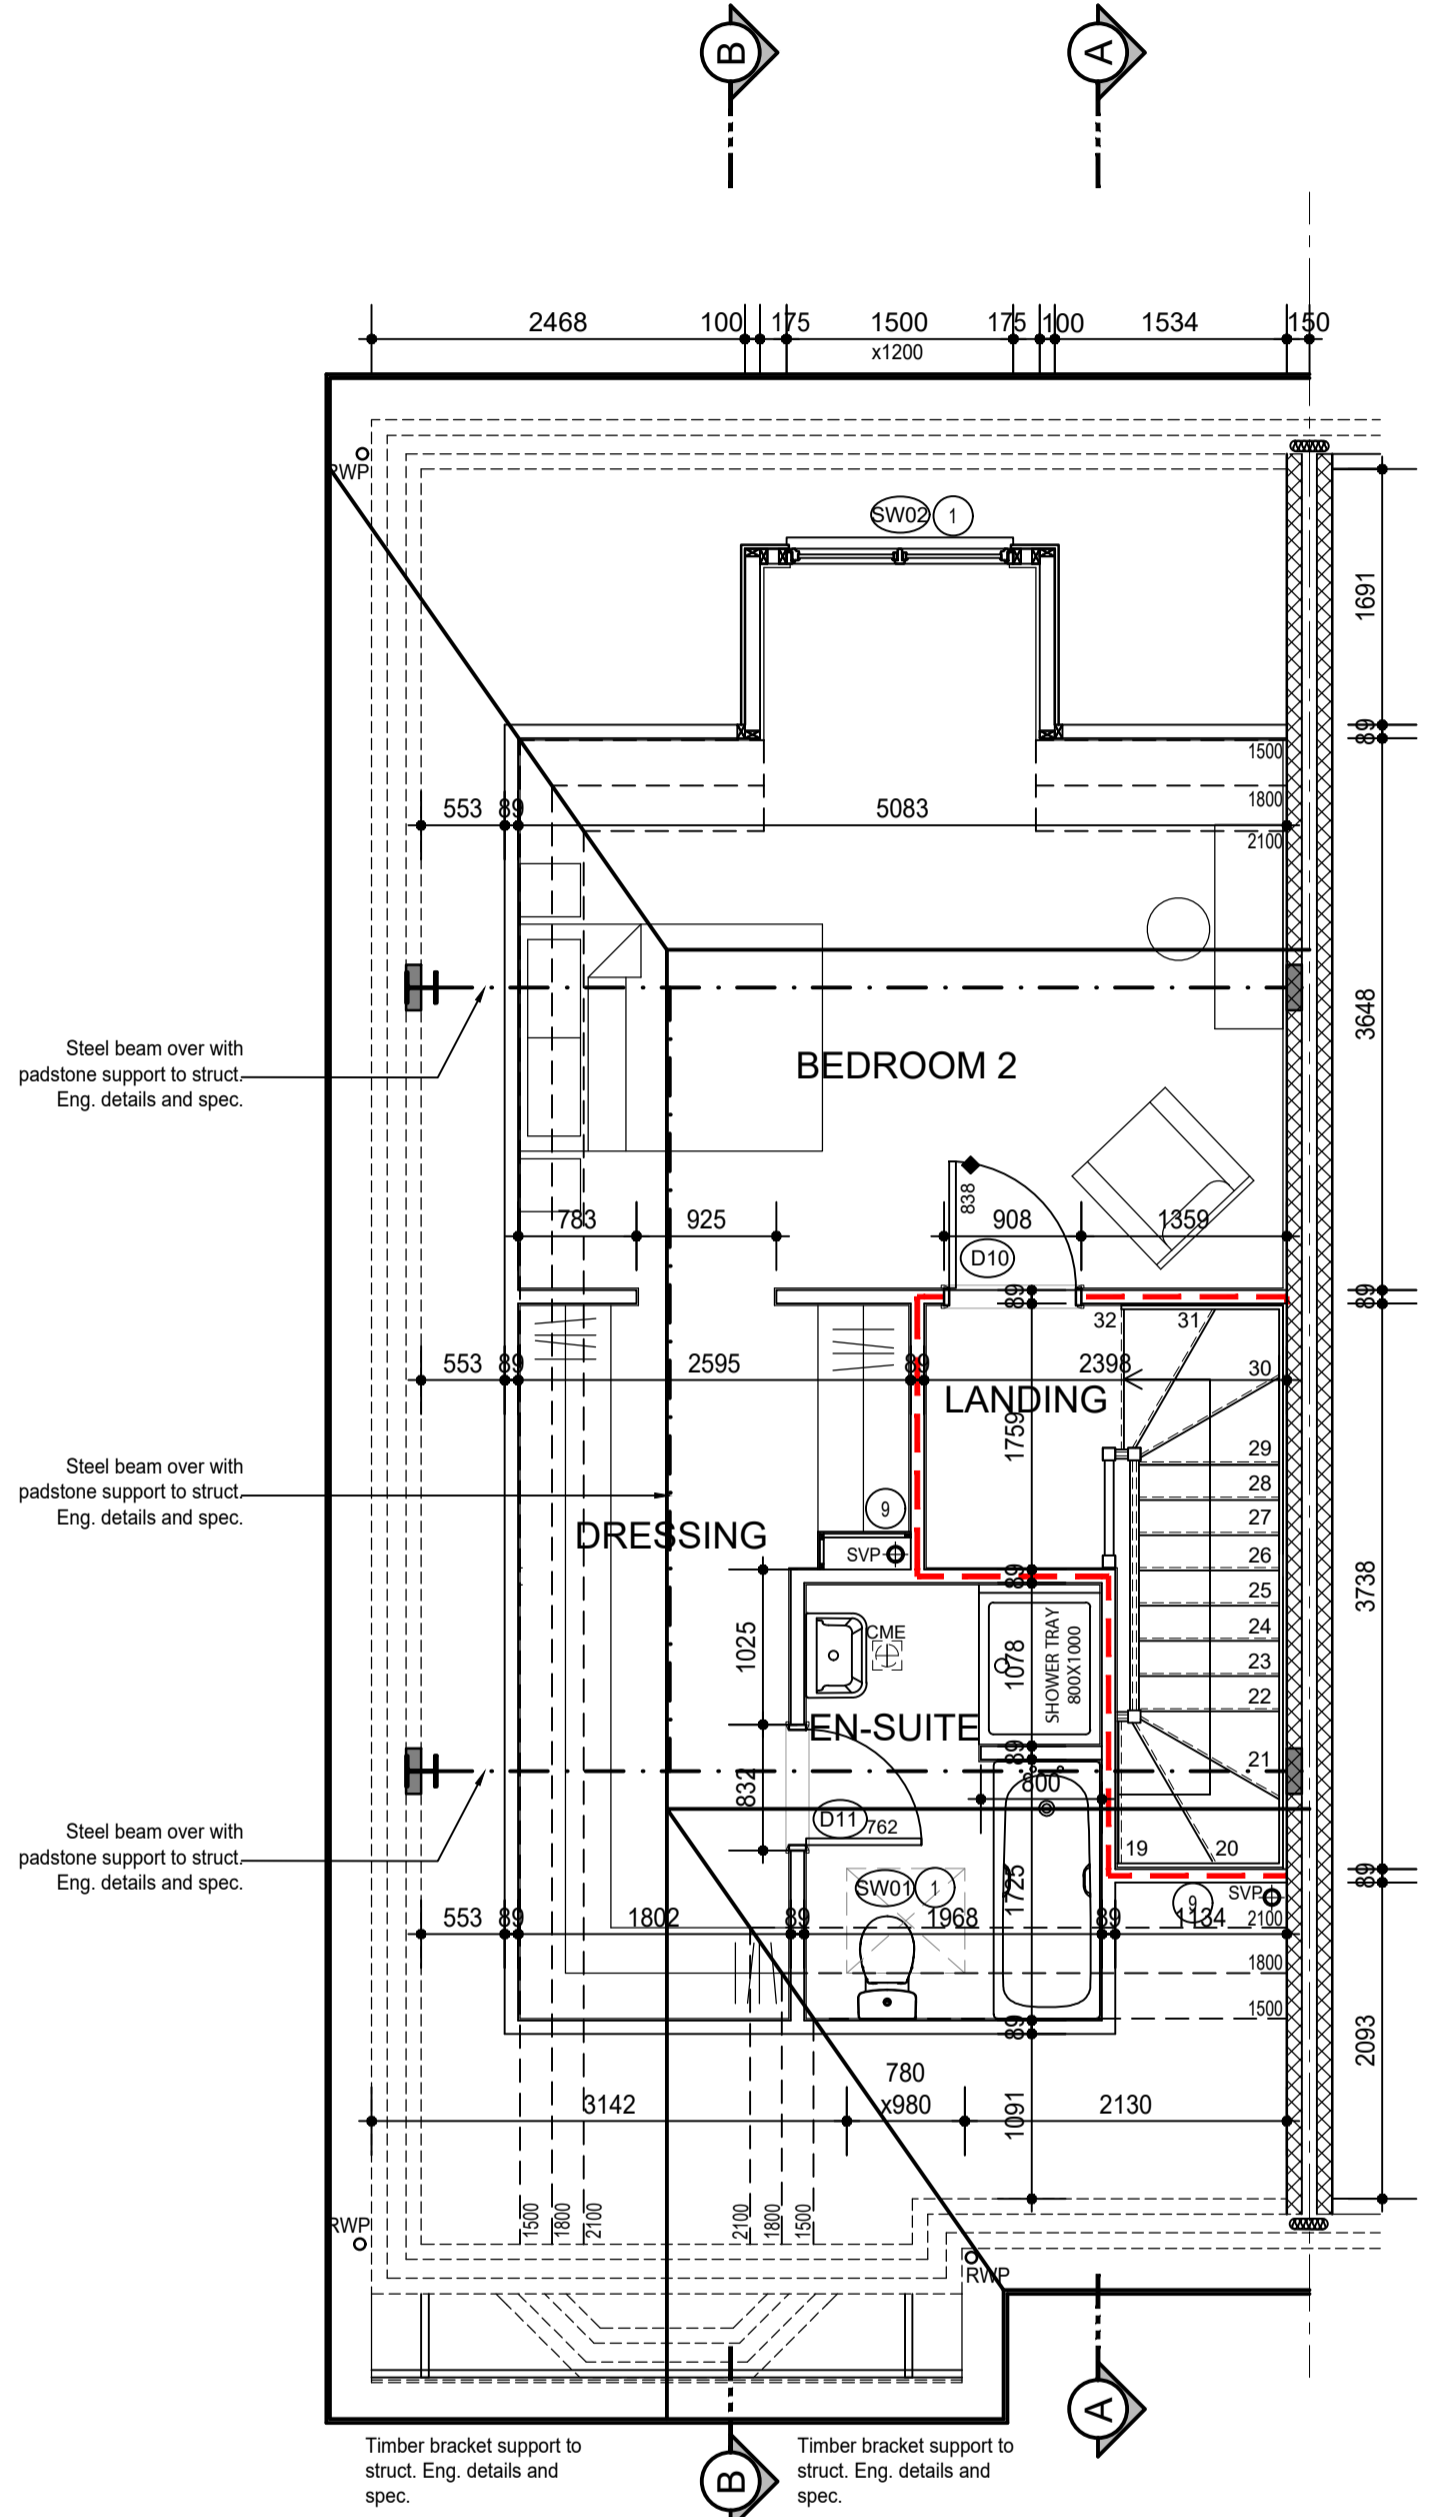 B
A
2468
100
175
1500
175
100
1534
150
x1200
RWP
SW02
1
1691
89
1500
1800
2100
553
89
5083
3648
Steel beam over with
padstone support to struct.
Eng. details and spec.
BEDROOM 2
838
783
925
908
1359
D10
89
89
32
31
553
89
2595
89
2398
30
LANDING
1759
29
28
27
26
25
24
23
22
21
19
20
Steel beam over with
padstone support to struct.
Eng. details and spec.
9
DRESSING
SVP
89
3738
1025
CME
1078
SHOWER TRAY
800X1000
EN-SUITE
89
832
800
Steel beam over with
padstone support to struct.
Eng. details and spec.
D11
762
SW01
1
1725
9
SVP
89
553
89
1802
89
1968
89
1134
2100
1800
1500
89
2093
780
x980
3142
1091
2130
1500
1800
2100
2100
1800
1500
RWP
RWP
A
Timber bracket support to
struct. Eng. details and
spec.
B
Timber bracket support to
struct. Eng. details and
spec.